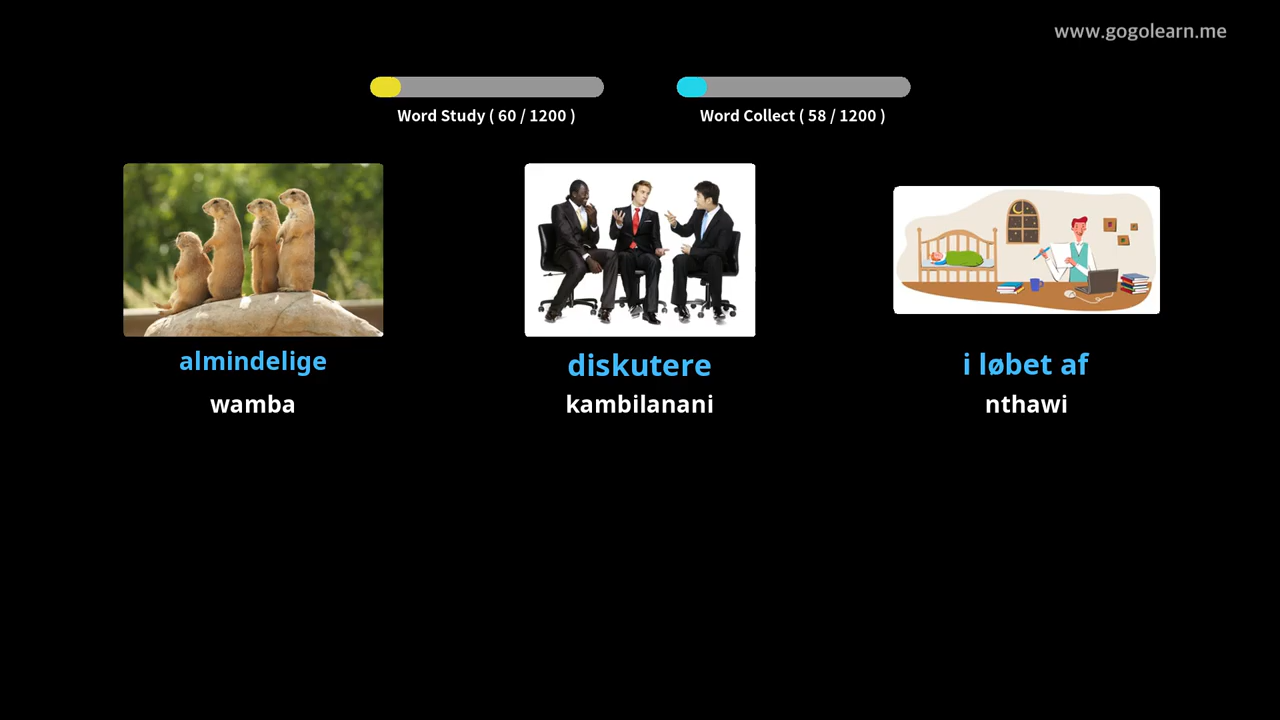 www.gogolearn.me
Word Study ( 60 / 1200 )
Word Collect ( 58 / 1200 )
almindelige
wamba
diskutere
kambilanani
i løbet af
nthawi